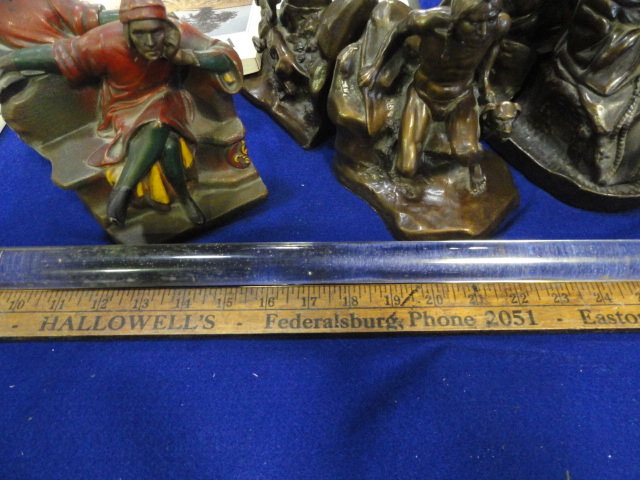 10 11 12 13 14 15 16 17 18 19 20 21 22 23 24
HALLOWELL'S - Federalsburg, Phone 2051 - Easto